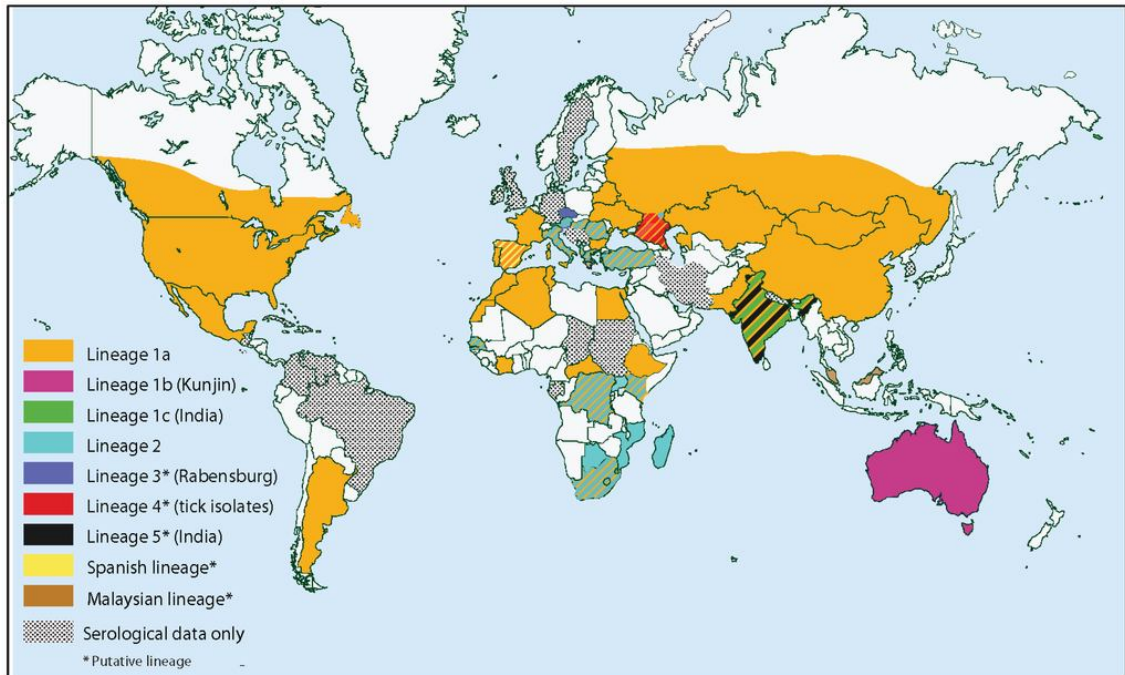 Lineage 1a
Lineage 1b (Kunjin)
Lineage 1c (India)
Lineage 2
Lineage 3* (Rabensburg)
Lineage 4* (tick isolates)
Lineage 5* (India)
Spanish lineage*
Malaysian lineage*
Serological data only
* Putative lineage